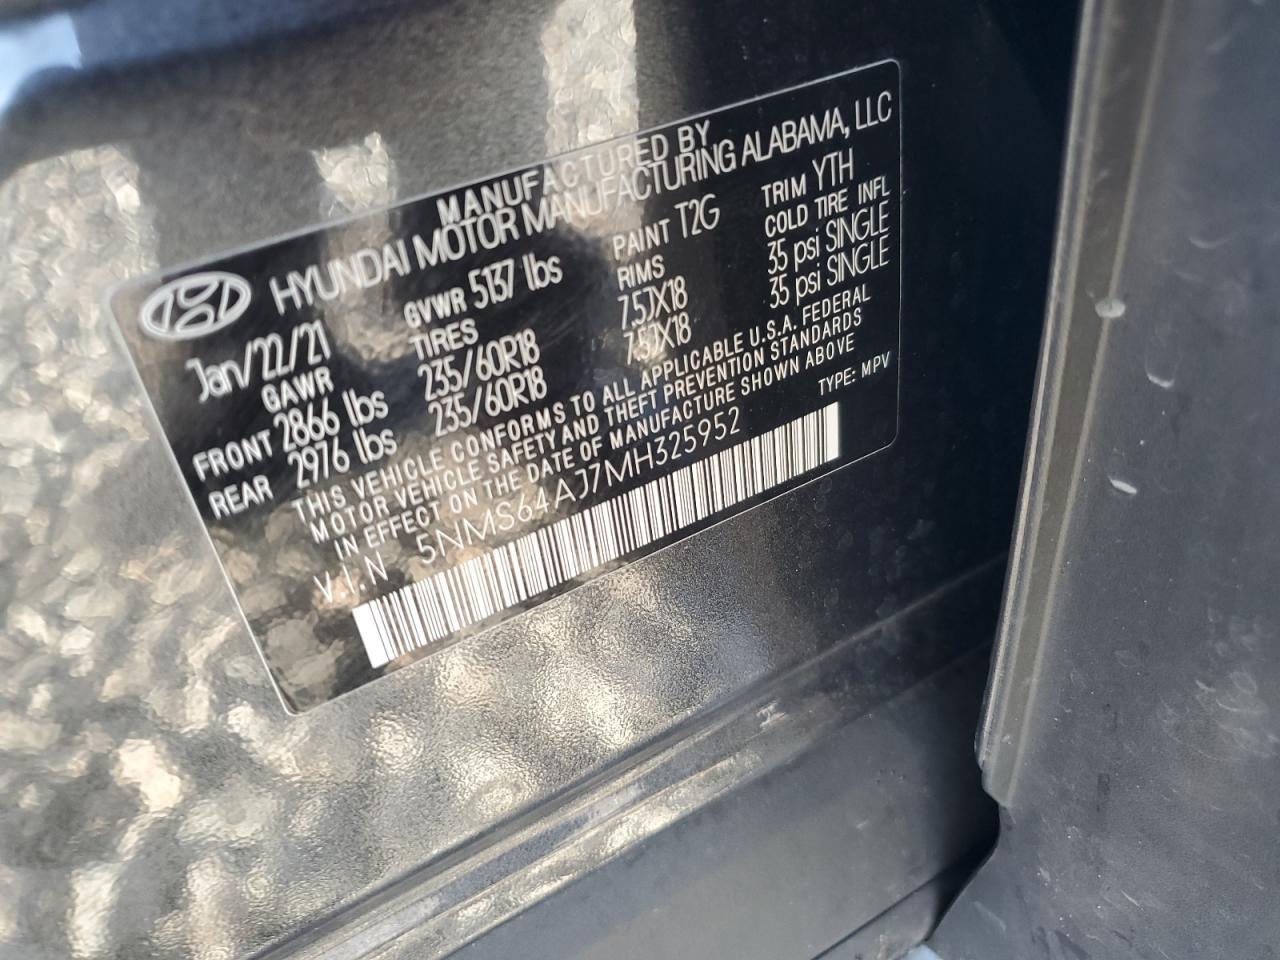 MANUFACTURED BY
HYUNDAI MOTOR MANUFACTURING ALABAMA, LLC
Jan/22/21 GVWR 5137 lbs PAINT T2G TRIM YTH
GAWR TIRES RIMS COLD TIRE INFL
FRONT 2866 lbs 235/60R18 7.5JX18 35 psi SINGLE
REAR 2976 lbs 235/60R18 7.5JX18 35 psi SINGLE
THIS VEHICLE CONFORMS TO ALL APPLICABLE U.S.A. FEDERAL
MOTOR VEHICLE SAFETY AND THEFT PREVENTION STANDARDS
IN EFFECT ON THE DATE OF MANUFACTURE SHOWN ABOVE
V.I.N 5NMS64AJ7MH325952 TYPE: MPV